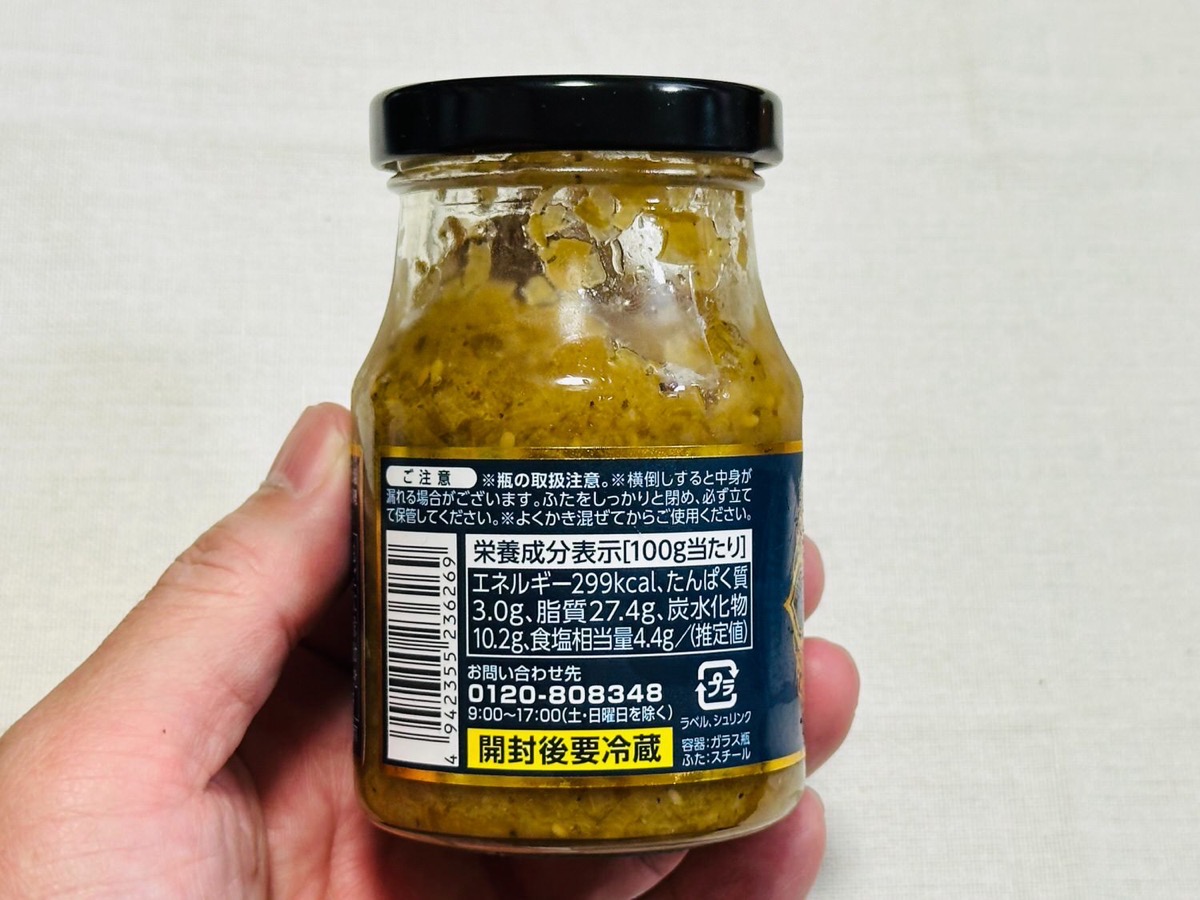 ご注意 ※瓶の取扱注意。※横倒しすると中身が
漏れる場合がございます。ふたをしっかりと閉め、必ず立て
て保管してください。※よくかき混ぜてからご使用ください。
栄養成分表示[100g当たり]
エネルギー299kcal、たんぱく質
3.0g、脂質27.4g、炭水化物
10.2g、食塩相当量4.4g/(推定値)
お問い合わせ先
0120-808348
9:00〜17:00(土・日曜日を除く)
開封後要冷蔵
プラ
ラベル、シュリンク
容器:ガラス瓶
ふた:スチール
4 942355 236269